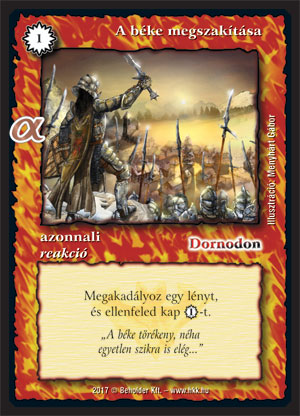 A béke megszakítása
1
α
Illusztráció: Menyhárt Gábor
azonnali
reakció
Dornodon
Megakadályoz egy lényt,
és ellenfeled kap 1-t.
„A béke törékeny, néha
egyetlen szikra is elég...”
2017 © Beholder Kft. – www.hkk.hu